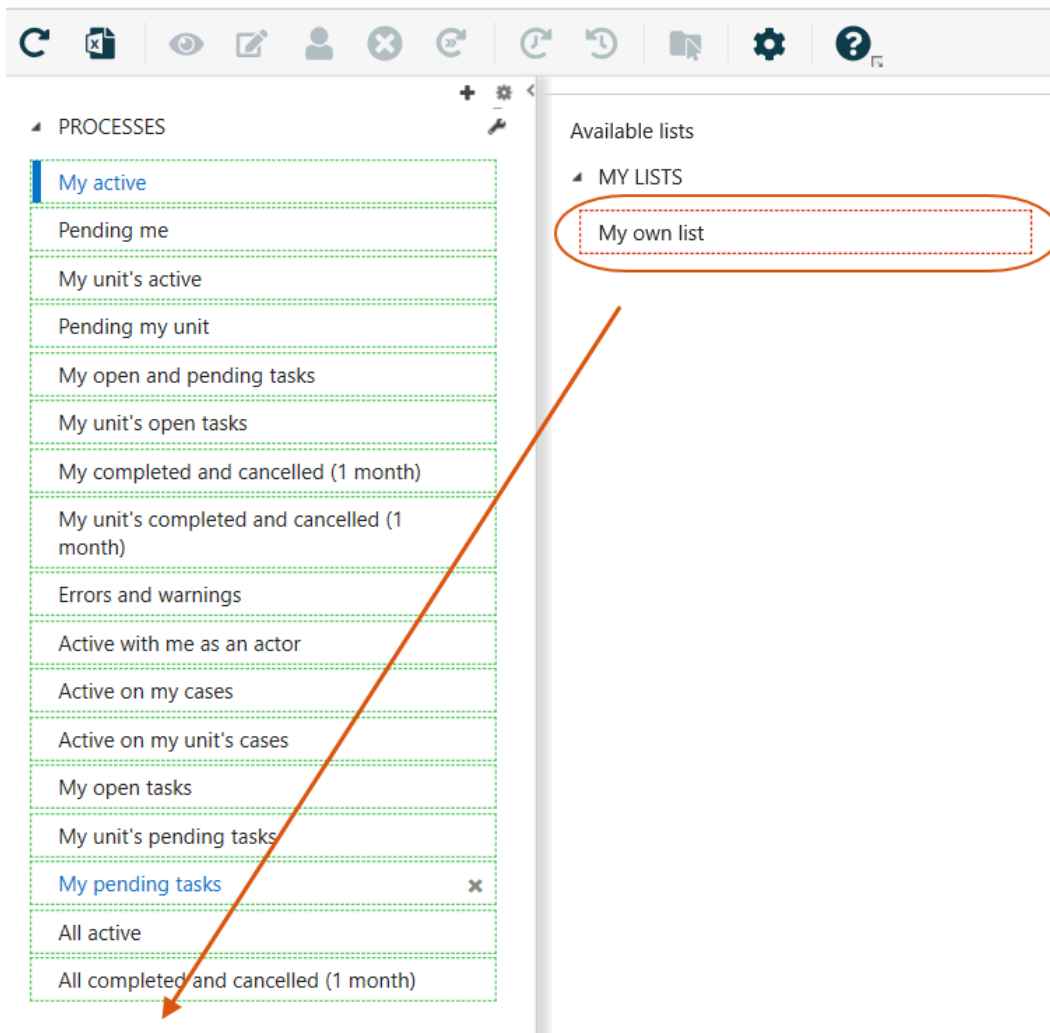 PROCESSES
My active
Pending me
My unit's active
Pending my unit
My open and pending tasks
My unit's open tasks
My completed and cancelled (1 month)
My unit's completed and cancelled (1
month)
Errors and warnings
Active with me as an actor
Active on my cases
Active on my unit's cases
My open tasks
My unit's pending tasks
My pending tasks
All active
All completed and cancelled (1 month)
Available lists
MY LISTS
My own list